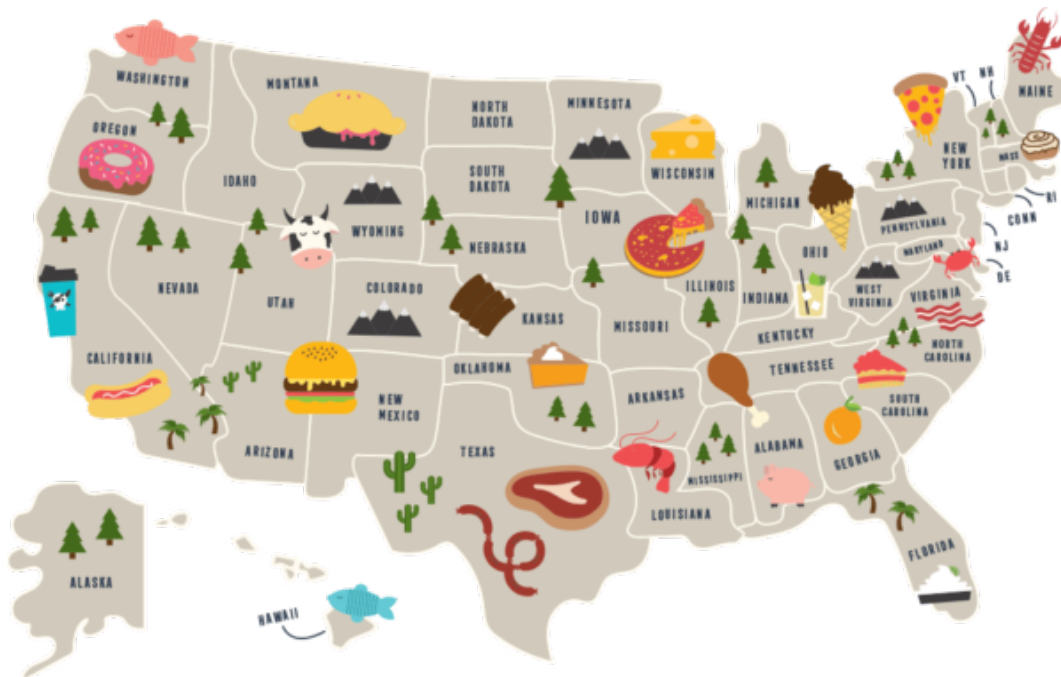 WASHINGTON
MONTANA
NORTH
DAKOTA
MINNESOTA
VT
NH
MAINE
OREGON
IDAHO
SOUTH
DAKOTA
WISCONSIN
MICHIGAN
NEW
YORK
MASS
RI
CONN
NJ
DE
WYOMING
IOWA
NEBRASKA
PENNSYLVANIA
MARYLAND
OHIO
NEVADA
UTAH
COLORADO
KANSAS
ILLINOIS
INDIANA
WEST
VIRGINIA
VIRGINIA
MISSOURI
KENTUCKY
NORTH
CAROLINA
CALIFORNIA
OKLAHOMA
TENNESSEE
ARIZONA
NEW
MEXICO
ARKANSAS
SOUTH
CAROLINA
TEXAS
MISSISSIPPI
ALABAMA
GEORGIA
LOUISIANA
FLORIDA
ALASKA
HAWAII